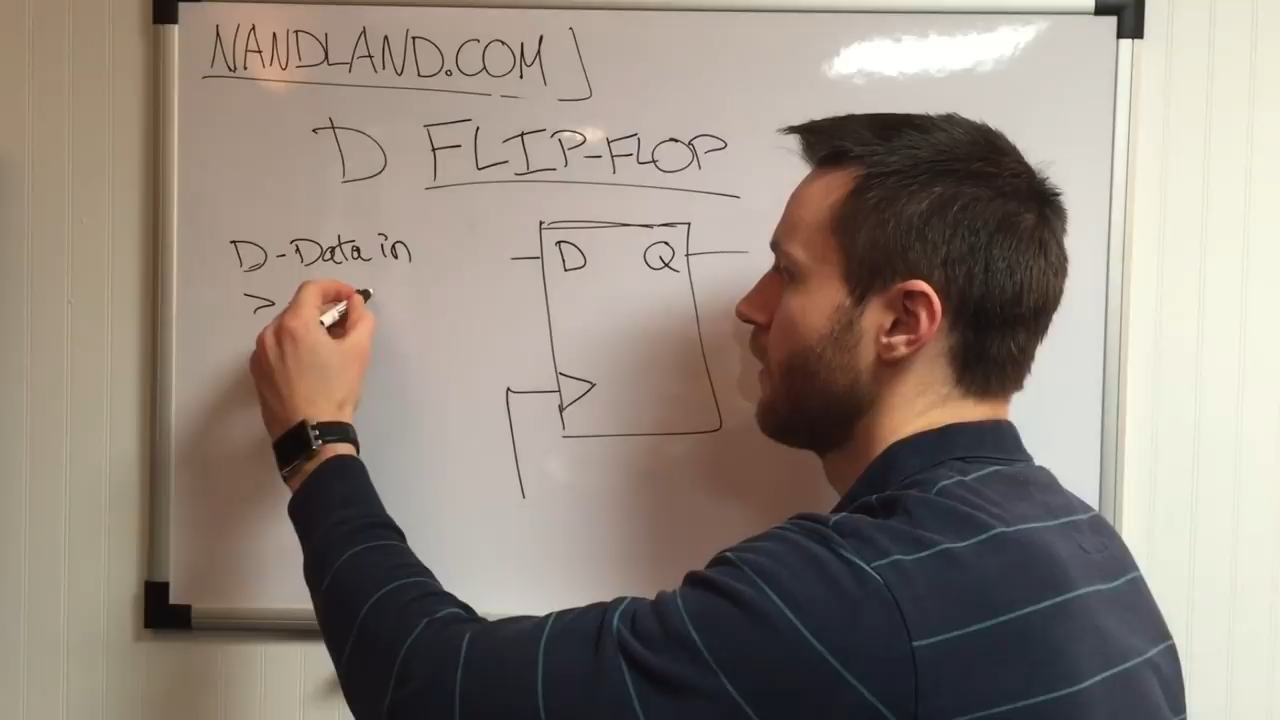 NANDLAND.COM
D FLIP-FLOP
D-Data in
>
D Q